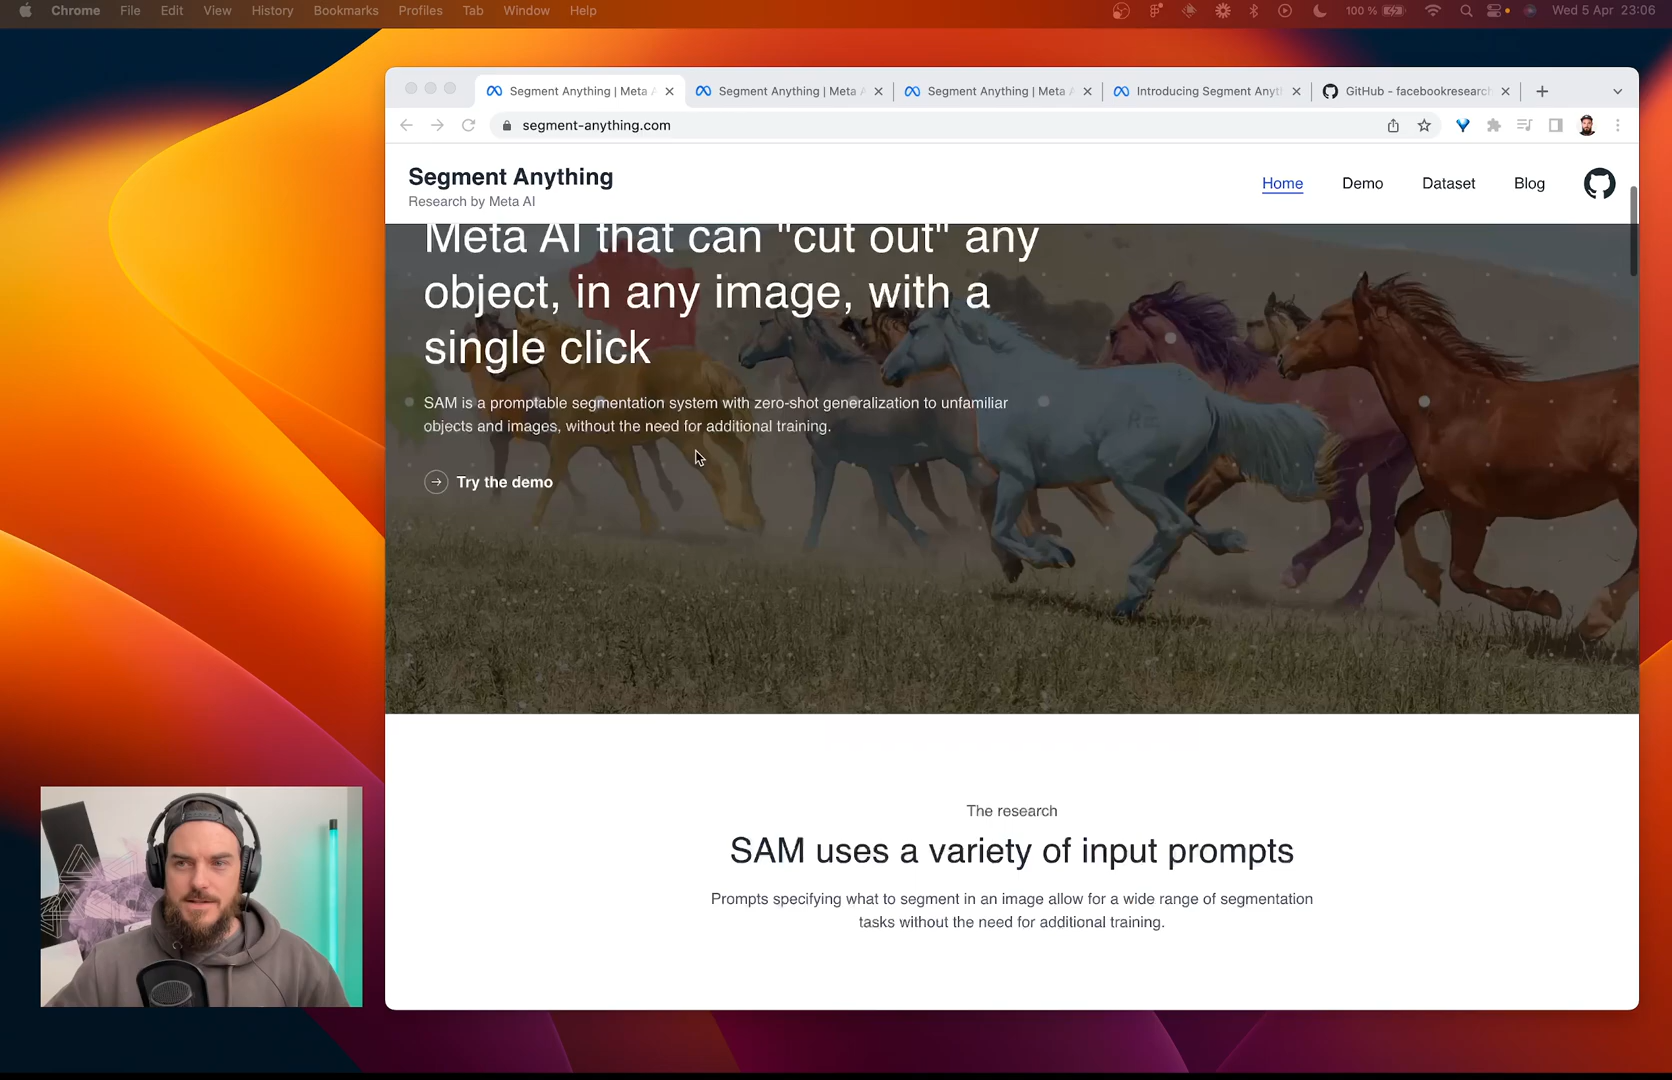 Chrome File Edit View History Bookmarks Profiles Tab Window Help 100 % Wed 5 Apr 23:06
Segment Anything | Meta A Segment Anything | Meta A Segment Anything | Meta A Introducing Segment Anyt GitHub - facebookresearch
segment-anything.com
Segment Anything
Research by Meta AI
Home Demo Dataset Blog
Meta AI that can "cut out" any
object, in any image, with a
single click
SAM is a promptable segmentation system with zero-shot generalization to unfamiliar
objects and images, without the need for additional training.
Try the demo
The research
SAM uses a variety of input prompts
Prompts specifying what to segment in an image allow for a wide range of segmentation
tasks without the need for additional training.